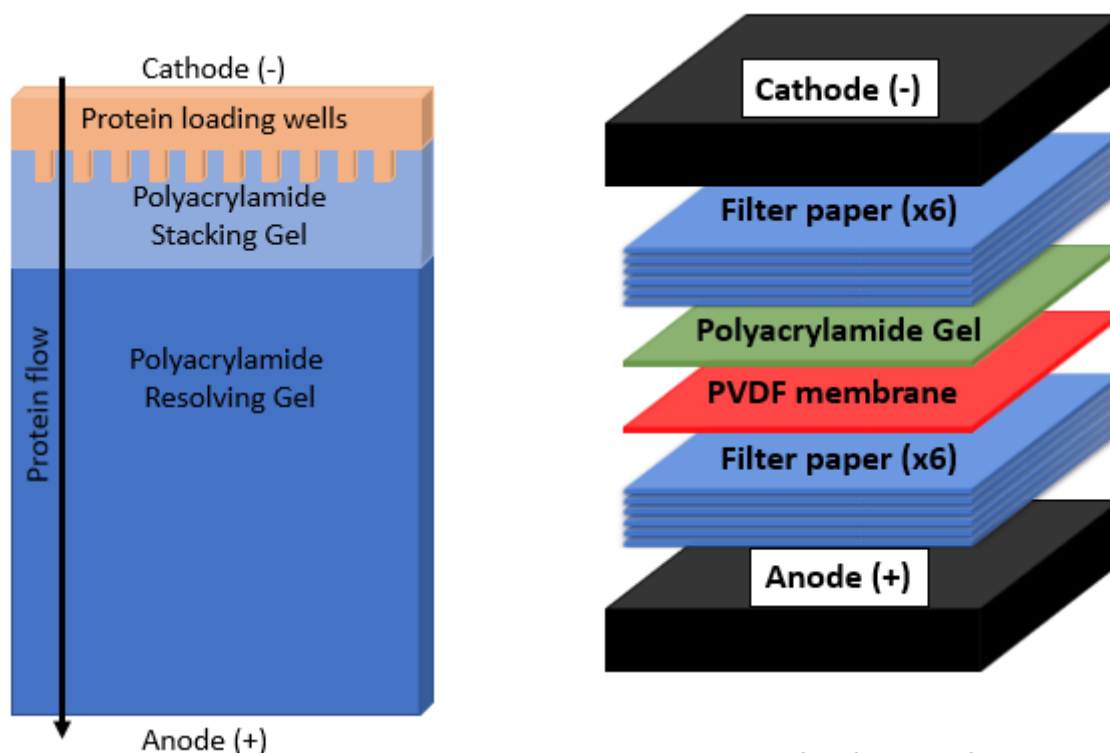 Cathode (-)
Protein loading wells
Polyacrylamide
Stacking Gel
Polyacrylamide
Resolving Gel
Protein flow
Anode (+)
Cathode (-)
Filter paper (x6)
Polyacrylamide Gel
PVDF membrane
Filter paper (x6)
Anode (+)